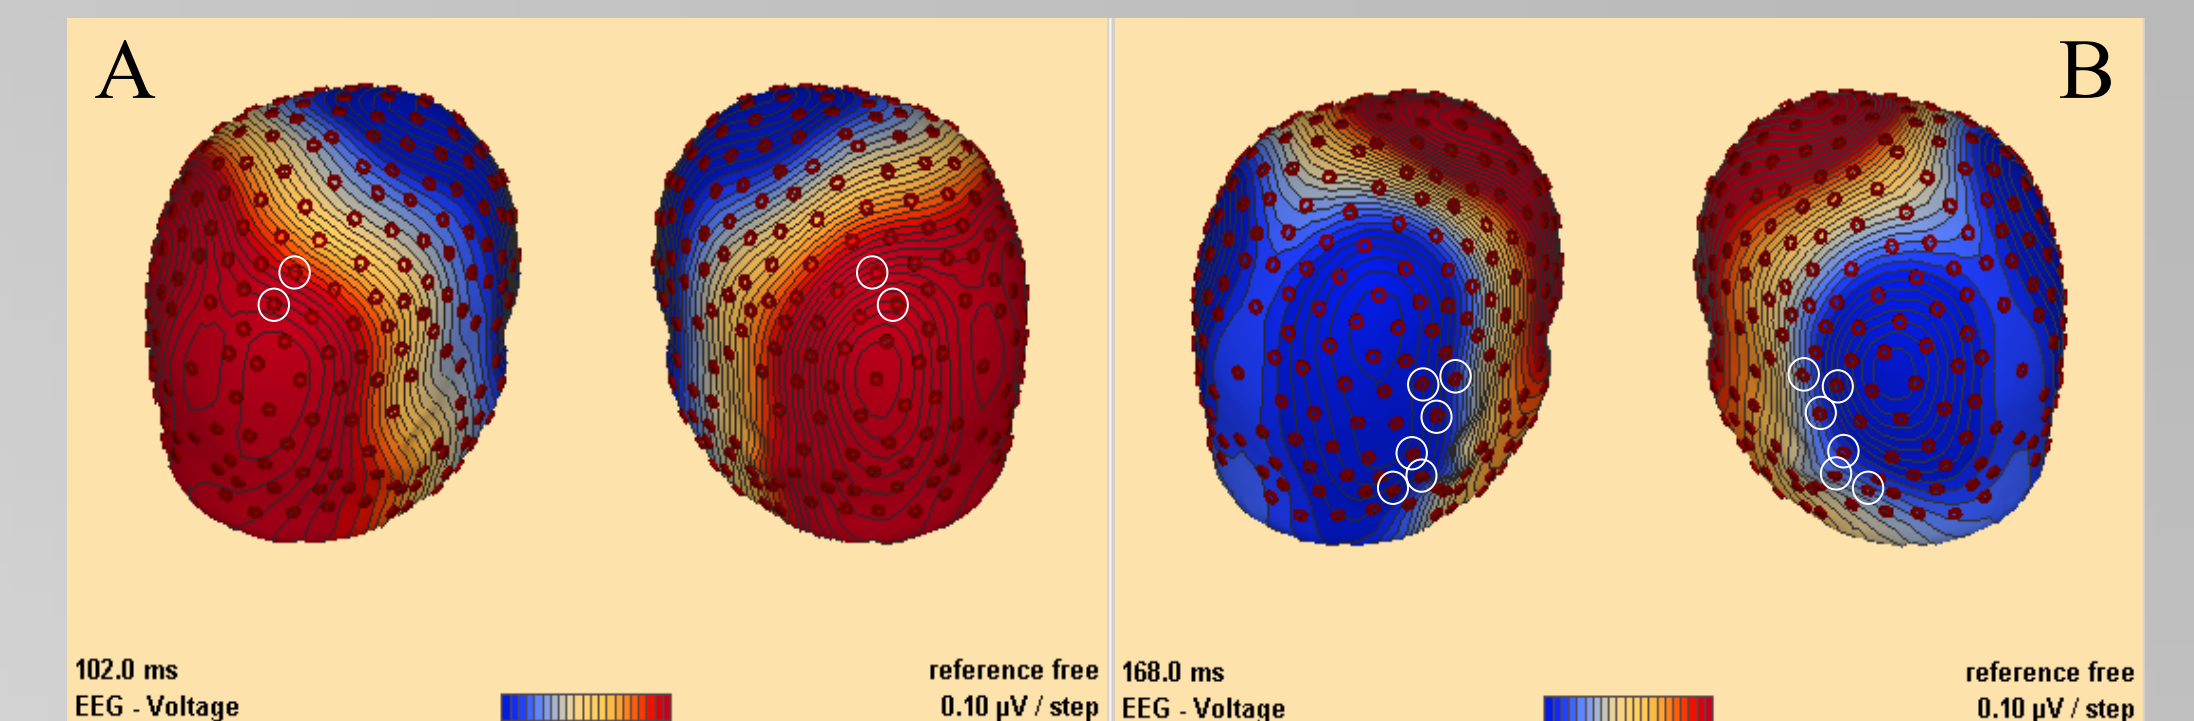 A
B
102.0 ms
reference free
EEG - Voltage
0.10 µV / step
168.0 ms
reference free
EEG - Voltage
0.10 µV / step